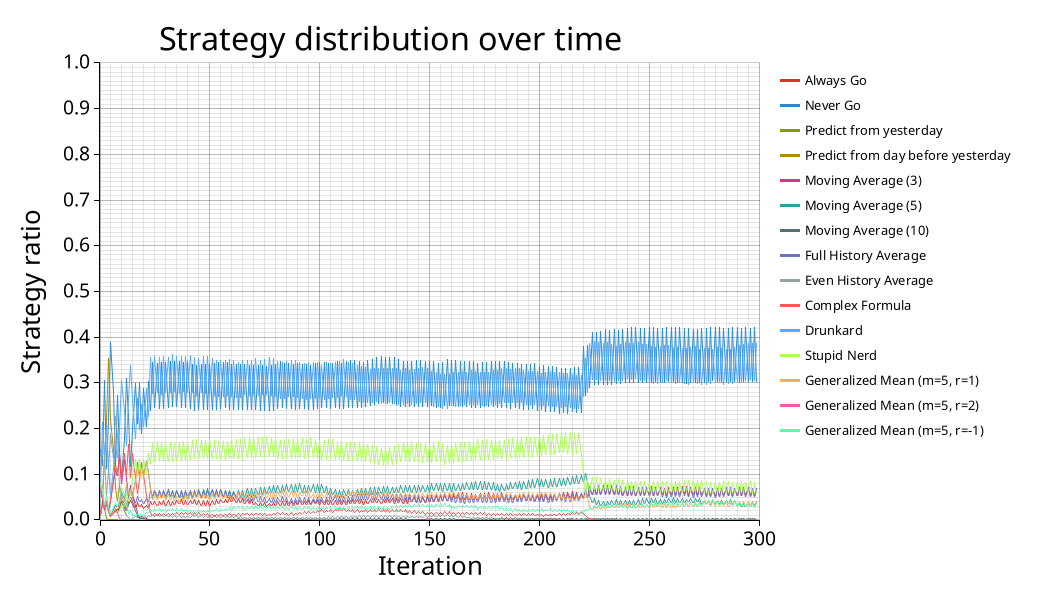 Strategy distribution over time
1.0
0.9
0.8
0.7
0.6
0.5
0.4
0.3
0.2
0.1
0.0
Strategy ratio
0 50 100 150 200 250 300
Iteration
Always Go
Never Go
Predict from yesterday
Predict from day before yesterday
Moving Average (3)
Moving Average (5)
Moving Average (10)
Full History Average
Even History Average
Complex Formula
Drunkard
Stupid Nerd
Generalized Mean (m=5, r=1)
Generalized Mean (m=5, r=2)
Generalized Mean (m=5, r=-1)